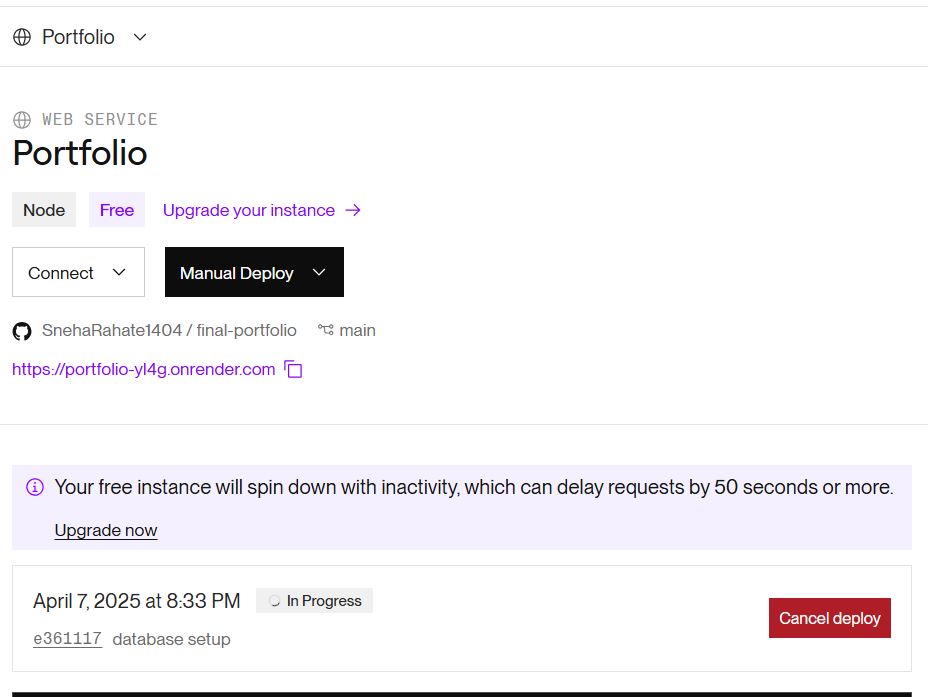 Portfolio
WEB SERVICE
Portfolio
Node Free Upgrade your instance →
Connect Manual Deploy
SnehaRahate1404 / final-portfolio main
https://portfolio-yl4g.onrender.com
Your free instance will spin down with inactivity, which can delay requests by 50 seconds or more.
Upgrade now
April 7, 2025 at 8:33 PM In Progress
Cancel deploy
e361117 database setup